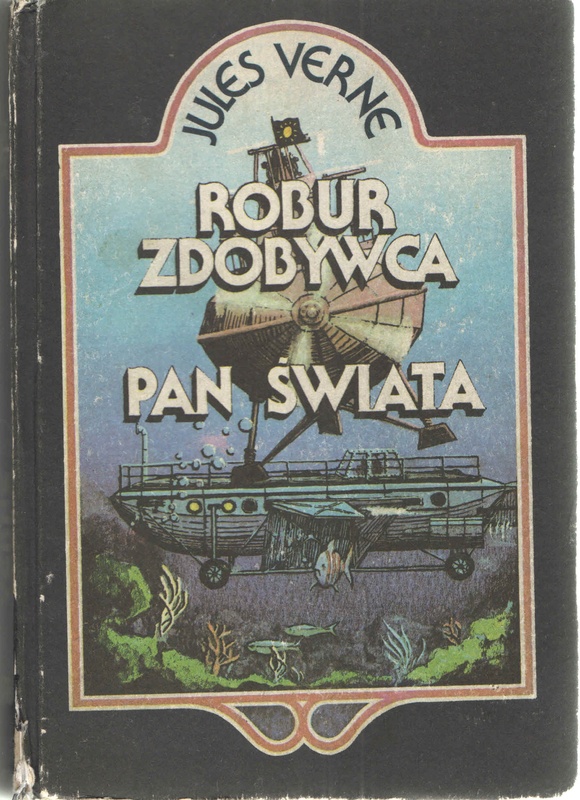 JULES VERNE
ROBUR
ZDOBYWCA
PAN ŚWIATA